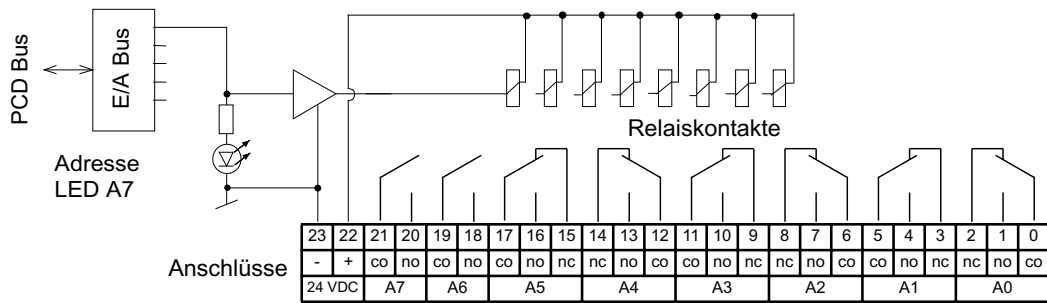 PCD Bus
E/A Bus
Relaiskontakte
Adresse
LED A7
23 22 21 20 19 18 17 16 15 14 13 12 11 10 9 8 7 6 5 4 3 2 1 0
Anschlüsse - + co no co no co no nc nc no co co no nc nc no co co no nc nc no co
24 VDC A7 A6 A5 A4 A3 A2 A1 A0